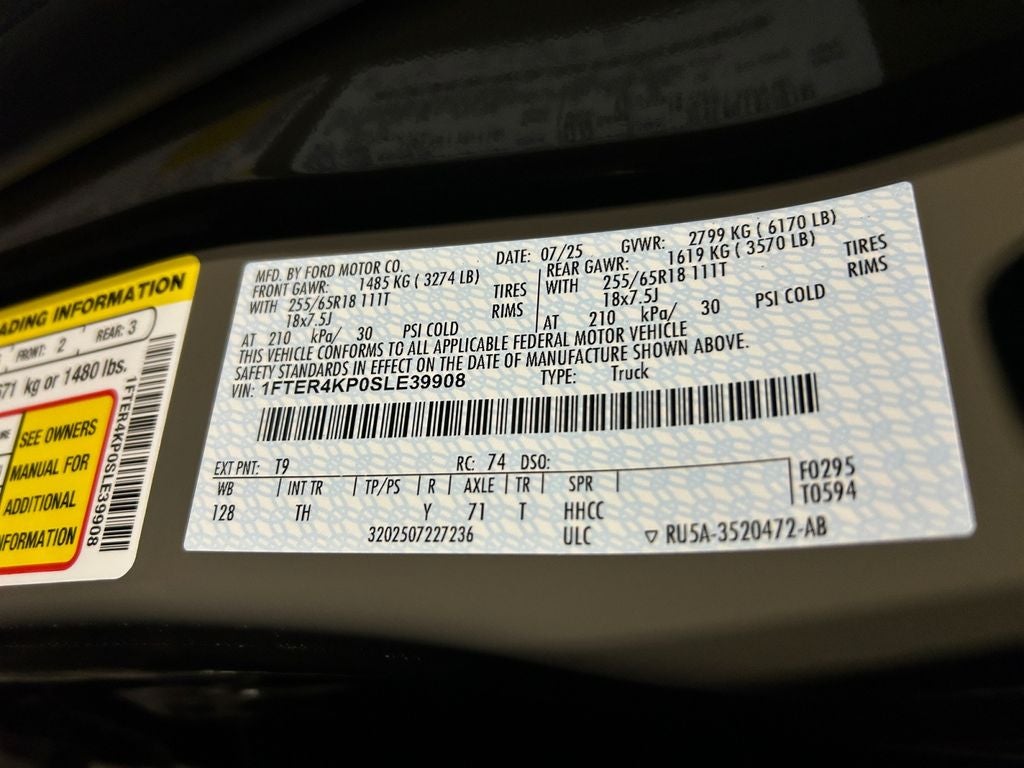 ADING INFORMATION
FRONT: 2 REAR: 3
671 kg or 1480 lbs.
SEE OWNERS
MANUAL FOR
ADDITIONAL
NFORMATION
1FTER4KP0SLE39908
MFD. BY FORD MOTOR CO. DATE: 07/25 GVWR: 2799 KG ( 6170 LB)
FRONT GAWR: 1485 KG ( 3274 LB) REAR GAWR: 1619 KG ( 3570 LB)
WITH 255/65R18 111T TIRES WITH 255/65R18 111T TIRES
18x7.5J RIMS 18x7.5J RIMS
AT 210 kPa/ 30 PSI COLD AT 210 kPa/ 30 PSI COLD
THIS VEHICLE CONFORMS TO ALL APPLICABLE FEDERAL MOTOR VEHICLE
SAFETY STANDARDS IN EFFECT ON THE DATE OF MANUFACTURE SHOWN ABOVE.
VIN: 1FTER4KP0SLE39908 TYPE: Truck
EXT PNT: T9 RC: 74 DSO: F0295
WB INT TR TP/PS R AXLE TR SPR T0594
128 TH Y 71 T HHCC
3202507227236 ULC ▽ RU5A-3520472-AB